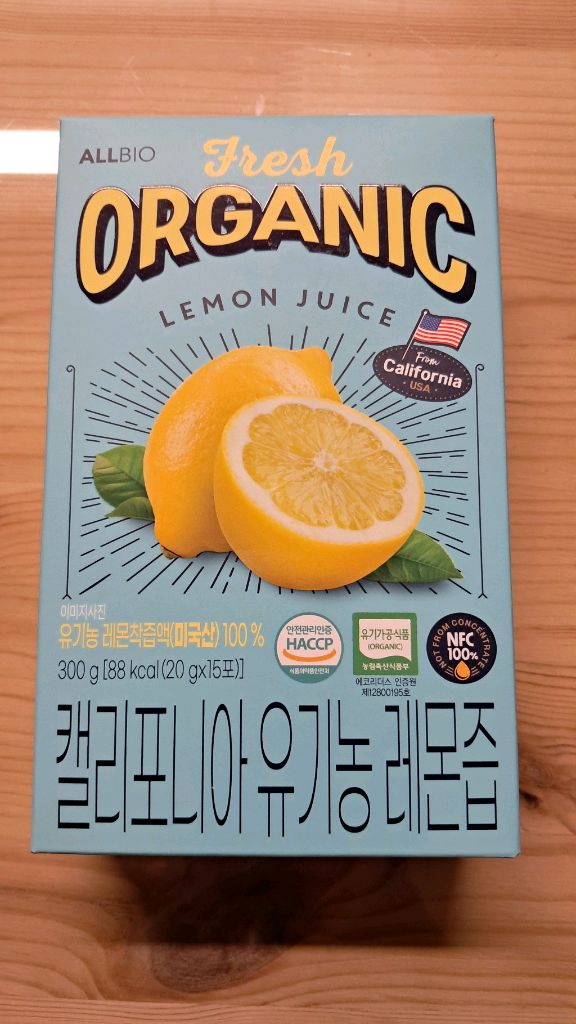 ALLBIO
Fresh
ORGANIC
LEMON JUICE
From
California
USA
이미지사진
유기농 레몬착즙액(미국산) 100 %
300 g [88 kcal (20 gx15포)]
안전관리인증
HACCP
식품의약품안전처
유기가공식품
(ORGANIC)
농림축산식품부
에코리더스 인증원
제12800195호
NOT FROM CONCENTRATE
NFC
100%
캘리포니아 유기농 레몬즙